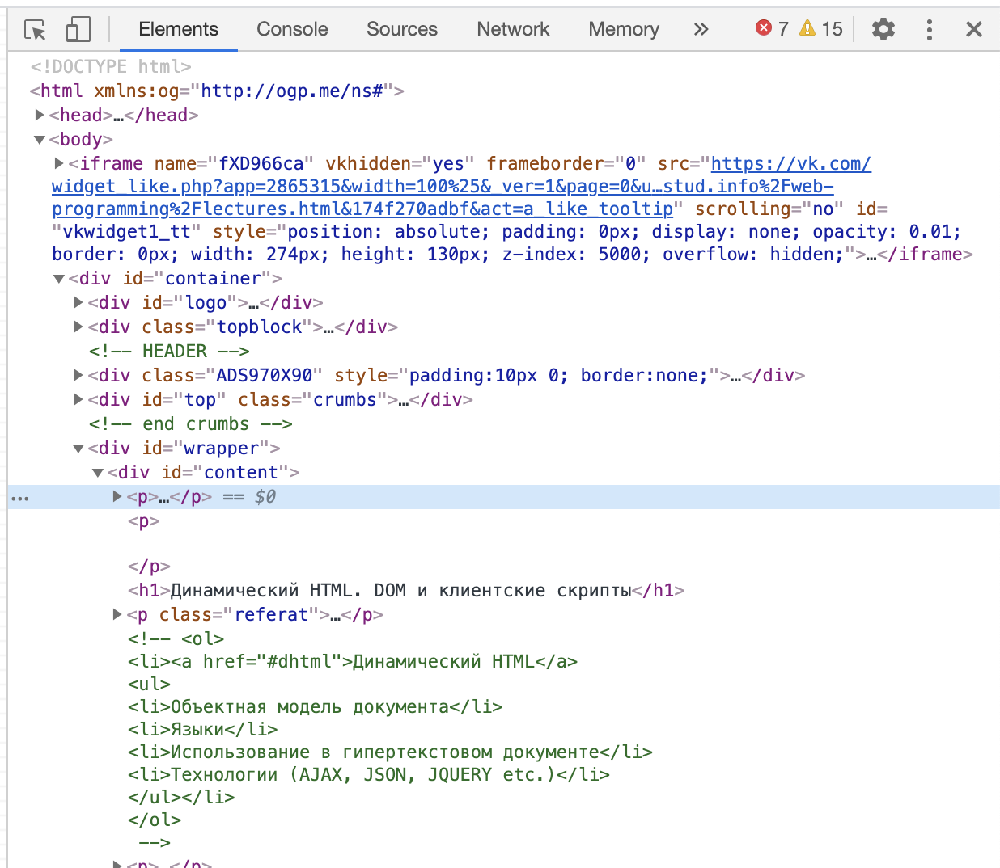 Elements Console Sources Network Memory » 7 15
<!DOCTYPE html>
<html xmlns:og="http://ogp.me/ns#">
<head>…</head>
<body>
<iframe name="fXD966ca" vkhidden="yes" frameborder="0" src="https://vk.com/
widget_like.php?app=2865315&width=100%25&_ver=1&page=0&u…stud.info%2Fweb-
programming%2Flectures.html&174f270adbf&act=a_like_tooltip" scrolling="no" id=
"vkwidget1_tt" style="position: absolute; padding: 0px; display: none; opacity: 0.01;
border: 0px; width: 274px; height: 130px; z-index: 5000; overflow: hidden;">…</iframe>
<div id="container">
<div id="logo">…</div>
<div class="topblock">…</div>
<!-- HEADER -->
<div class="ADS970X90" style="padding:10px 0; border:none;">…</div>
<div id="top" class="crumbs">…</div>
<!-- end crumbs -->
<div id="wrapper">
<div id="content">
… <p>…</p> == $0
<p>
</p>
<h1>Динамический HTML. DOM и клиентские скрипты</h1>
<p class="referat">…</p>
<!-- <ol>
<li><a href="#dhtml">Динамический HTML</a>
<ul>
<li>Объектная модель документа</li>
<li>Языки</li>
<li>Использование в гипертекстовом документе</li>
<li>Технологии (AJAX, JSON, JQUERY etc.)</li>
</ul></li>
</ol>
-->
<p>…</p>